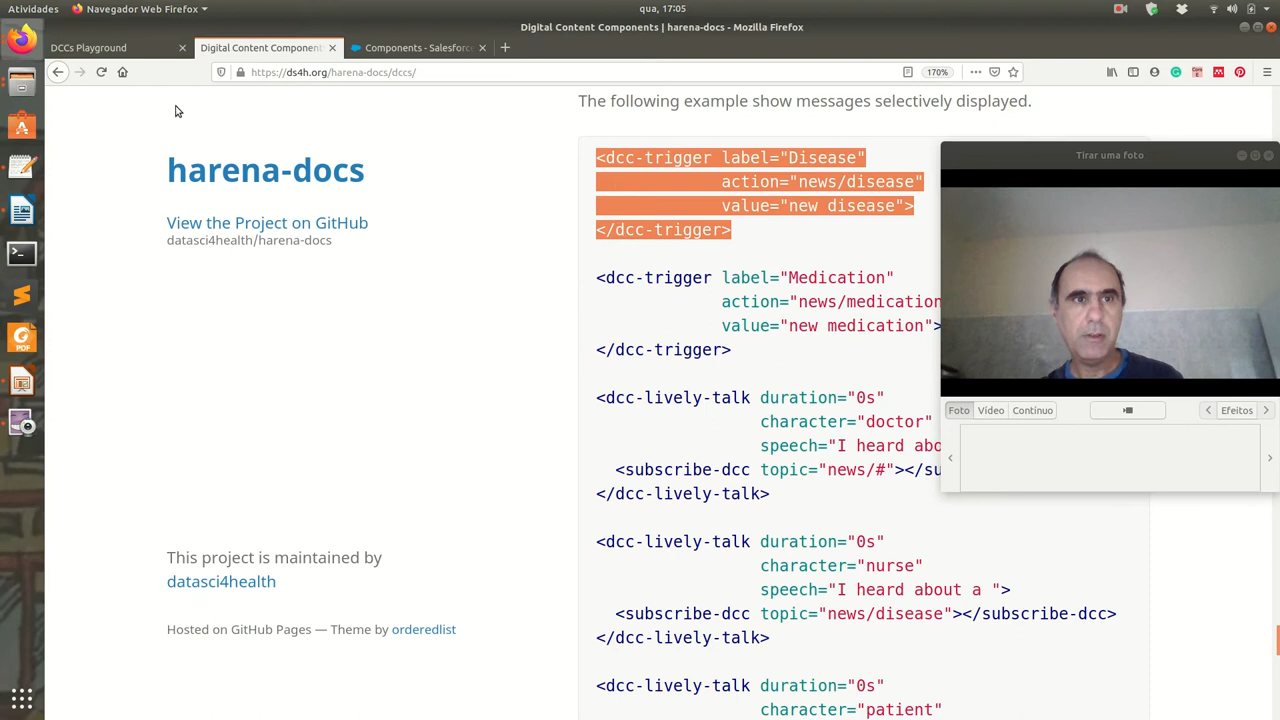 Atividades
Navegador Web Firefox
qua, 17:05
Digital Content Components | harena-docs - Mozilla Firefox
DCCs Playground
Digital Content Component
Components - Salesforc
https://ds4h.org/harena-docs/dccs/
170%
The following example show messages selectively displayed.
harena-docs
View the Project on GitHub
datasci4health/harena-docs
This project is maintained by
datasci4health
Hosted on GitHub Pages — Theme by orderedlist
<dcc-trigger label="Disease"
action="news/disease"
value="new disease">
</dcc-trigger>
<dcc-trigger label="Medication"
action="news/medication
value="new medication">
</dcc-trigger>
<dcc-lively-talk duration="0s"
character="doctor"
speech="I heard abo
<subscribe-dcc topic="news/#"></su
</dcc-lively-talk>
<dcc-lively-talk duration="0s"
character="nurse"
speech="I heard about a ">
<subscribe-dcc topic="news/disease"></subscribe-dcc>
</dcc-lively-talk>
<dcc-lively-talk duration="0s"
character="patient"
Tirar uma foto
Foto
Vídeo
Contínuo
Efeitos
PDF